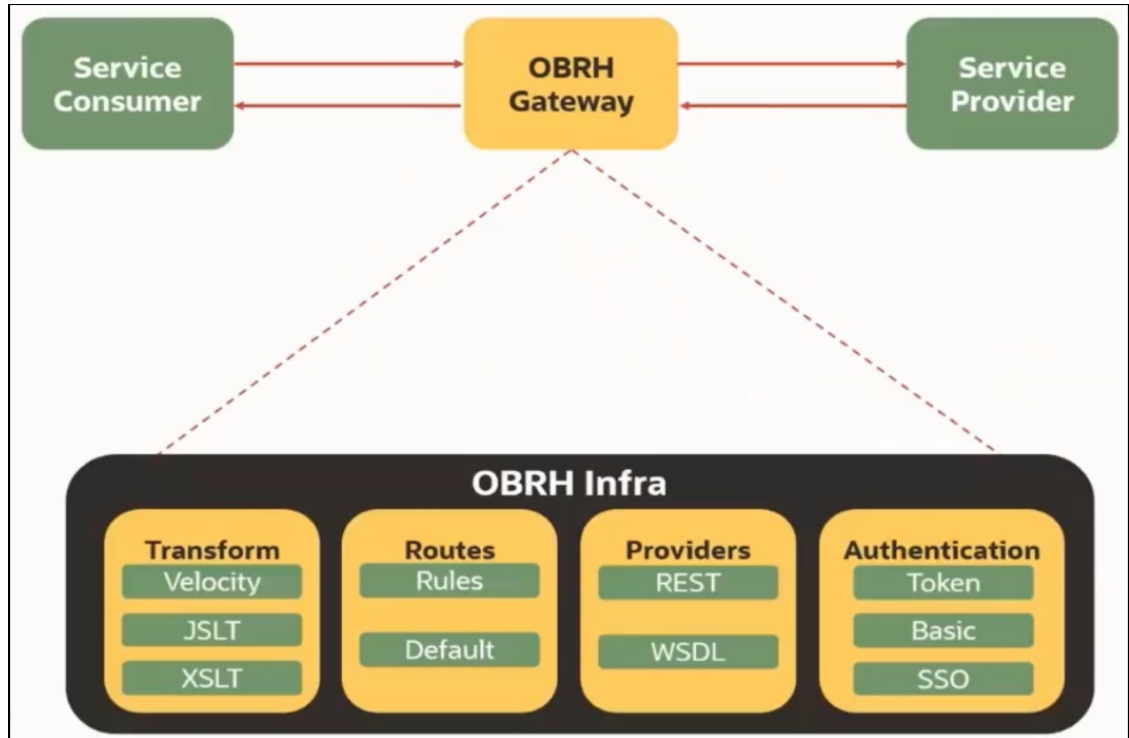 Service
Consumer
OBRH
Gateway
Service
Provider
OBRH Infra
Transform
Velocity
JSLT
XSLT
Routes
Rules
Default
Providers
REST
WSDL
Authentication
Token
Basic
SSO